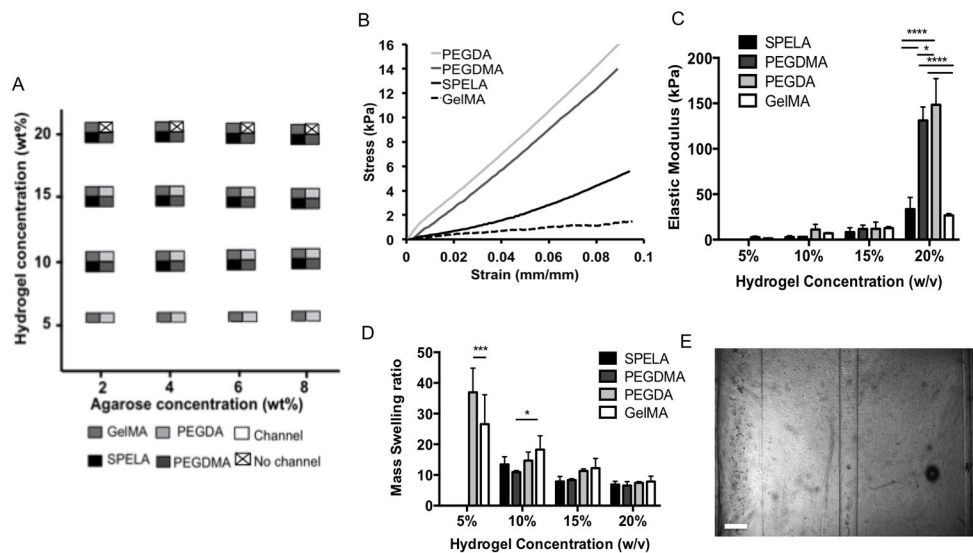 A
Hydrogel concentration (wt%)
20
15
10
5
2 4 6 8
Agarose concentration (wt%)
GelMA PEGDA Channel
SPELA PEGDMA No channel
B
Stress (kPa)
16
14
12
10
8
6
4
2
0
PEGDA
PEGDMA
SPELA
GelMA
0 0.02 0.04 0.06 0.08 0.1
Strain (mm/mm)
C
Elastic Modulus (kPa)
200
150
100
50
0
SPELA
PEGDMA
PEGDA
GelMA
****
*
****
5% 10% 15% 20%
Hydrogel Concentration (w/v)
D
Mass Swelling ratio
50
40
30
20
10
0
***
*
SPELA
PEGDMA
PEGDA
GelMA
5% 10% 15% 20%
Hydrogel Concentration (w/v)
E